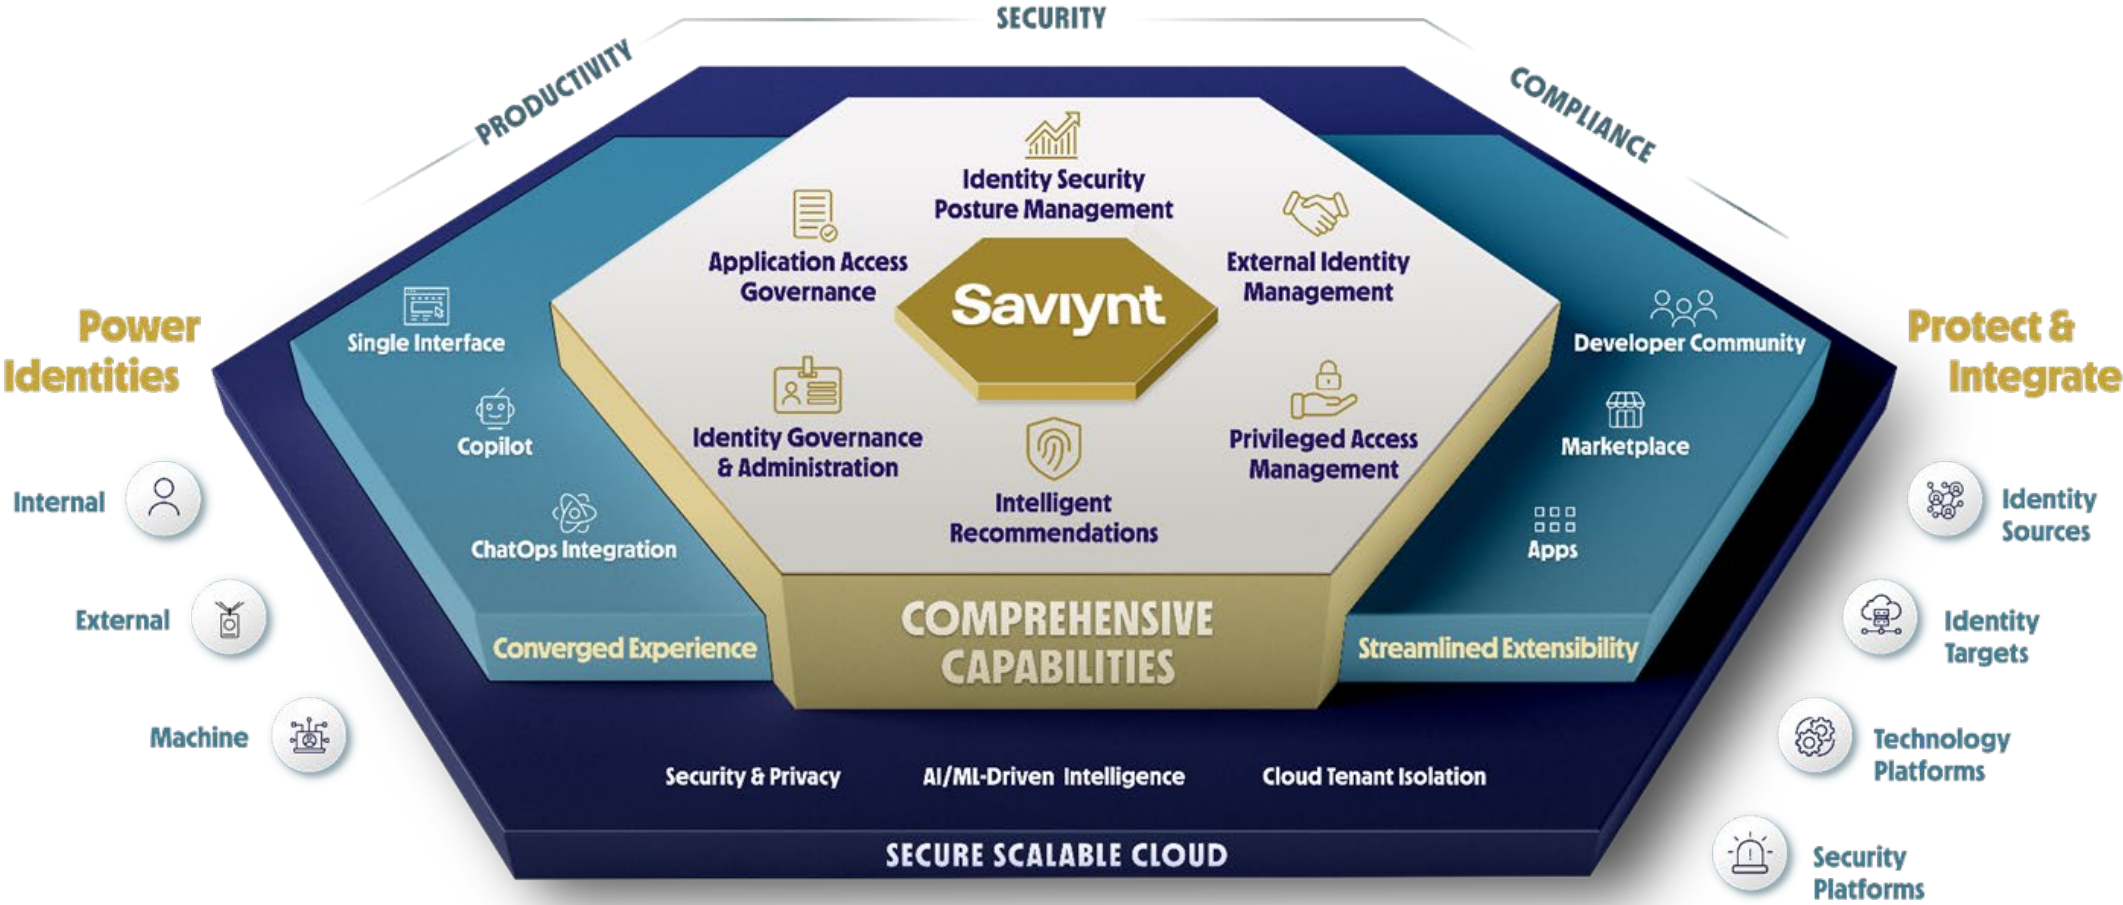 SECURITY
PRODUCTIVITY
COMPLIANCE
Identity Security
Posture Management
Application Access
Governance
External Identity
Management
Saviynt
Identity Governance
& Administration
Intelligent
Recommendations
Privileged Access
Management
COMPREHENSIVE
CAPABILITIES
Single Interface
Copilot
ChatOps Integration
Converged Experience
Developer Community
Marketplace
Apps
Streamlined Extensibility
Security & Privacy
AI/ML-Driven Intelligence
Cloud Tenant Isolation
SECURE SCALABLE CLOUD
Power
Identities
Internal
External
Machine
Protect &
Integrate
Identity
Sources
Identity
Targets
Technology
Platforms
Security
Platforms